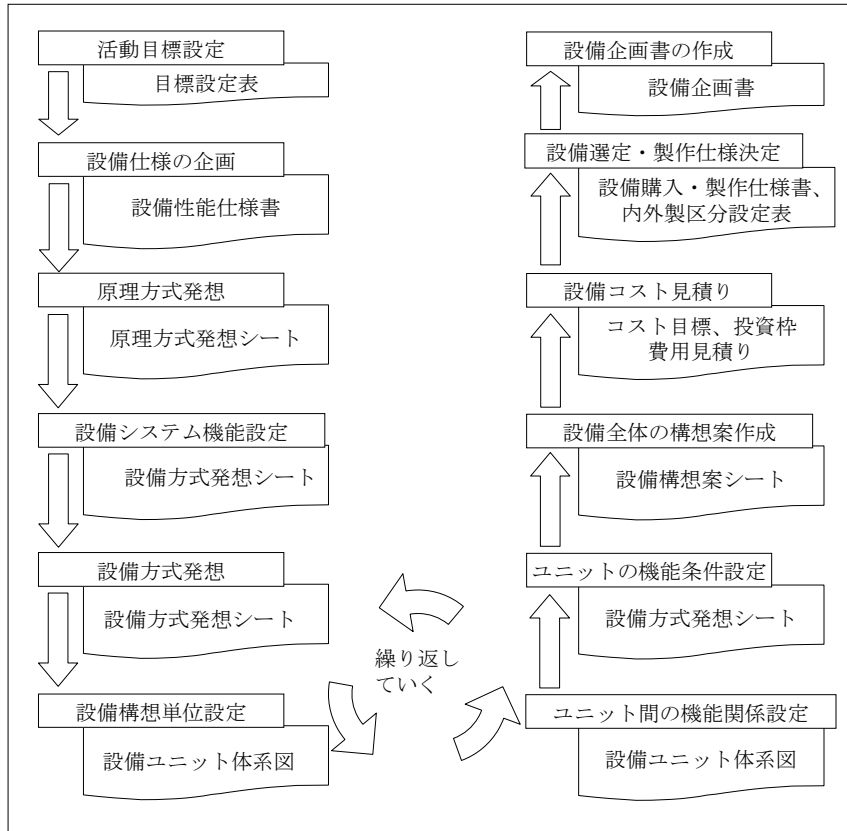 活動目標設定
目標設定表
設備仕様の企画
設備性能仕様書
原理方式発想
原理方式発想シート
設備システム機能設定
設備方式発想シート
設備方式発想
設備方式発想シート
設備構想単位設定
設備ユニット体系図
繰り返し
ていく
ユニット間の機能関係設定
設備ユニット体系図
ユニットの機能条件設定
設備方式発想シート
設備全体の構想案作成
設備構想案シート
設備コスト見積り
コスト目標、投資枠
費用見積り
設備選定・製作仕様決定
設備購入・製作仕様書、
内外製区分設定表
設備企画書の作成
設備企画書